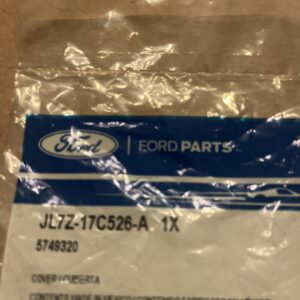 Ford | FORD PARTS
JL7Z-17C526-A 1X
5749320
COVER / CUBIERTA